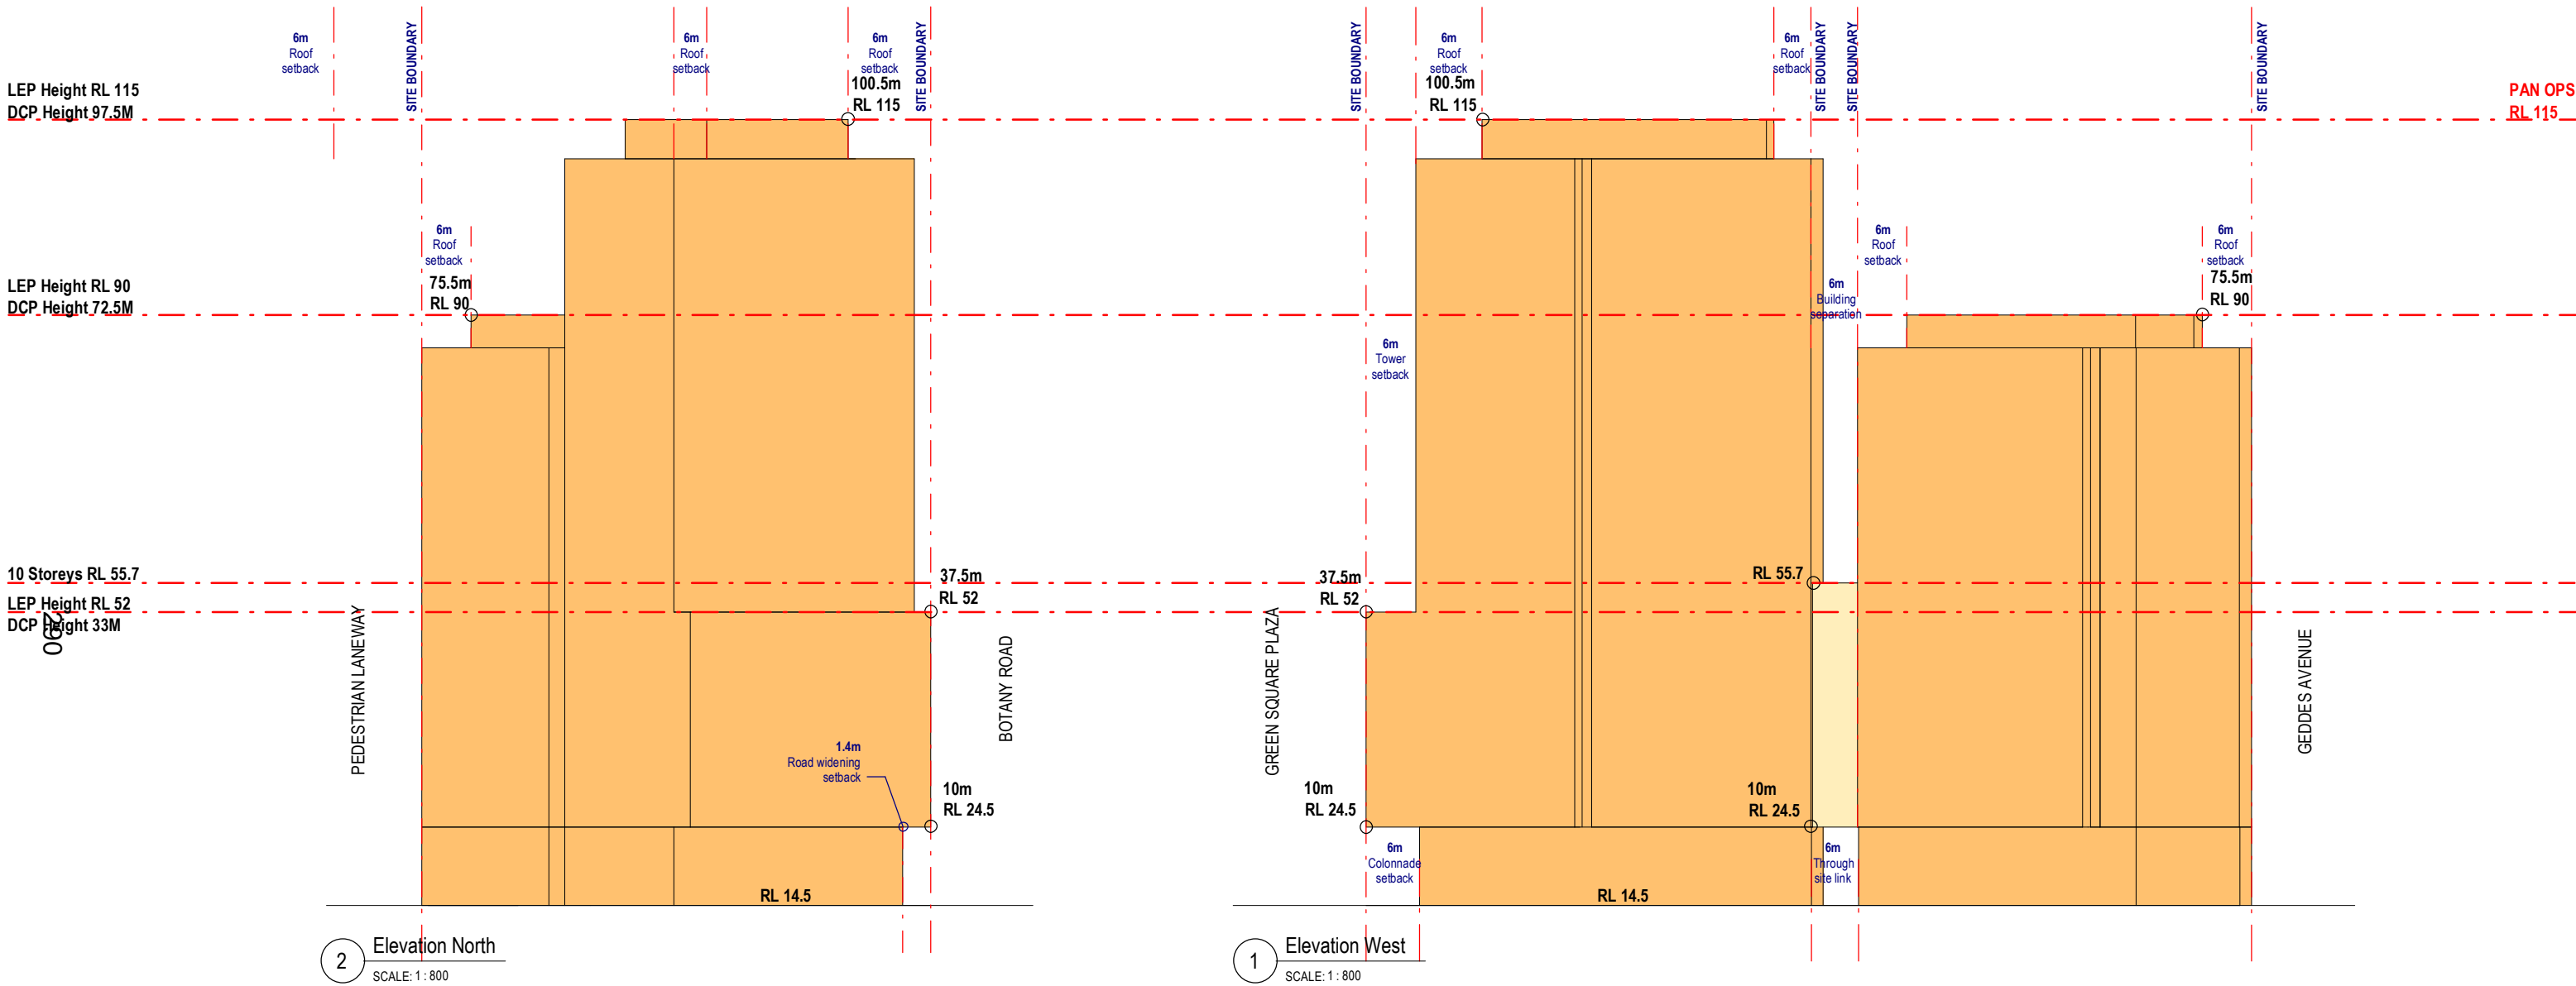 6m
Roof
setback
SITE BOUNDARY
6m
Roof
setback
6m
Roof
setback
SITE BOUNDARY
SITE BOUNDARY
6m
Roof
setback
6m
Roof
setback
SITE BOUNDARY
SITE BOUNDARY
SITE BOUNDARY
LEP Height RL 115
DCP Height 97.5M
100.5m
RL 115
100.5m
RL 115
PAN OPS
RL 115
6m
Roof
setback
75.5m
RL 90
LEP Height RL 90
DCP Height 72.5M
6m
Roof
setback
6m
Roof
setback
75.5m
RL 90
6m
Building
separation
6m
Tower
setback
10 Storeys RL 55.7
LEP Height RL 52
DCP Height 33M
290
37.5m
RL 52
37.5m
RL 52
RL 55.7
PEDESTRIAN LANEWAY
BOTANY ROAD
GREEN SQUARE PLAZA
GEDDES AVENUE
1.4m
Road widening
setback
10m
RL 24.5
10m
RL 24.5
10m
RL 24.5
6m
Colonnade
setback
6m
Through
site link
RL 14.5
RL 14.5
2
Elevation North
SCALE: 1 : 800
1
Elevation West
SCALE: 1 : 800